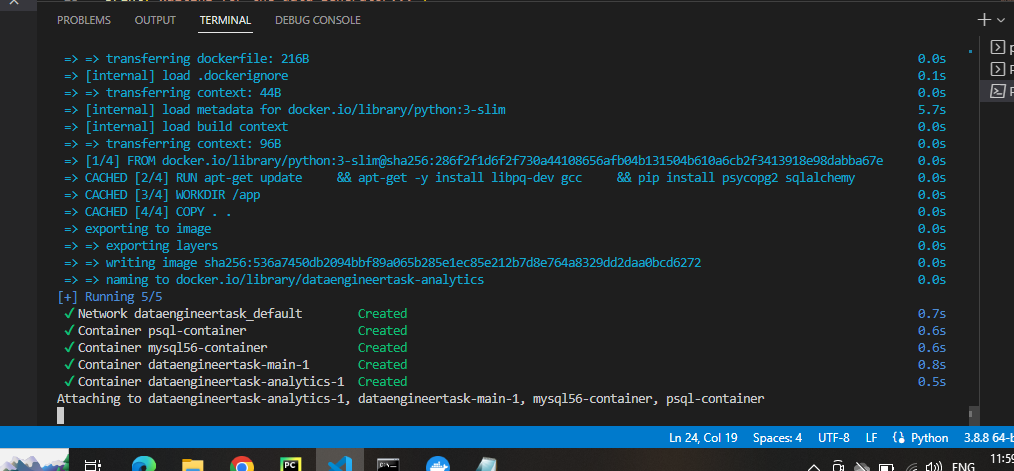 PROBLEMS OUTPUT TERMINAL DEBUG CONSOLE
=> => transferring dockerfile: 216B 0.0s
=> [internal] load .dockerignore 0.1s
=> => transferring context: 44B 0.0s
=> [internal] load metadata for docker.io/library/python:3-slim 5.7s
=> [internal] load build context 0.0s
=> => transferring context: 96B 0.0s
=> [1/4] FROM docker.io/library/python:3-slim@sha256:286f2f1d6f2f730a44108656afb04b131504b610a6cb2f3413918e98dabba67e 0.0s
=> CACHED [2/4] RUN apt-get update && apt-get -y install libpq-dev gcc && pip install psycopg2 sqlalchemy 0.0s
=> CACHED [3/4] WORKDIR /app 0.0s
=> CACHED [4/4] COPY . . 0.0s
=> exporting to image 0.0s
=> => exporting layers 0.0s
=> => writing image sha256:536a7450db2094bbf89a065b285e1ec85e212b7d8e764a8329dd2daa0bcd6272 0.0s
=> => naming to docker.io/library/dataengineertask-analytics 0.0s
[+] Running 5/5
✓ Network dataengineertask_default Created 0.7s
✓ Container psql-container Created 0.6s
✓ Container mysql56-container Created 0.6s
✓ Container dataengineertask-main-1 Created 0.8s
✓ Container dataengineertask-analytics-1 Created 0.5s
Attaching to dataengineertask-analytics-1, dataengineertask-main-1, mysql56-container, psql-container
Ln 24, Col 19 Spaces: 4 UTF-8 LF Python 3.8.8 64-b
PC
ENG
11:59